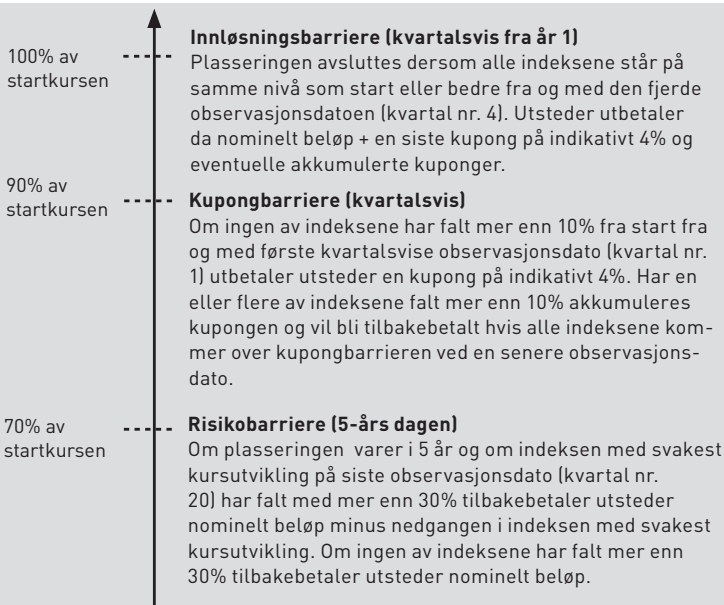 100% av
startkursen
Innløsningsbarriere (kvartalsvis fra år 1)
Plasseringen avsluttes dersom alle indeksene står på
samme nivå som start eller bedre fra og med den fjerde
observasjonsdatoen (kvartal nr. 4). Utsteder utbetaler
da nominelt beløp + en siste kupong på indikativt 4% og
eventuelle akkumulerte kuponger.
90% av
startkursen
Kupongbarriere (kvartalsvis)
Om ingen av indeksene har falt mer enn 10% fra start fra
og med første kvartalsvise observasjonsdato (kvartal nr.
1) utbetaler utsteder en kupong på indikativt 4%. Har en
eller flere av indeksene falt mer enn 10% akkumuleres
kupongen og vil bli tilbakebetalt hvis alle indeksene kom-
mer over kupongbarrieren ved en senere observasjons-
dato.
70% av
startkursen
Risikobarriere (5-års dagen)
Om plasseringen varer i 5 år og om indeksen med svakest
kursutvikling på siste observasjonsdato (kvartal nr.
20) har falt med mer enn 30% tilbakebetaler utsteder
nominelt beløp minus nedgangen i indeksen med svakest
kursutvikling. Om ingen av indeksene har falt mer enn
30% tilbakebetaler utsteder nominelt beløp.